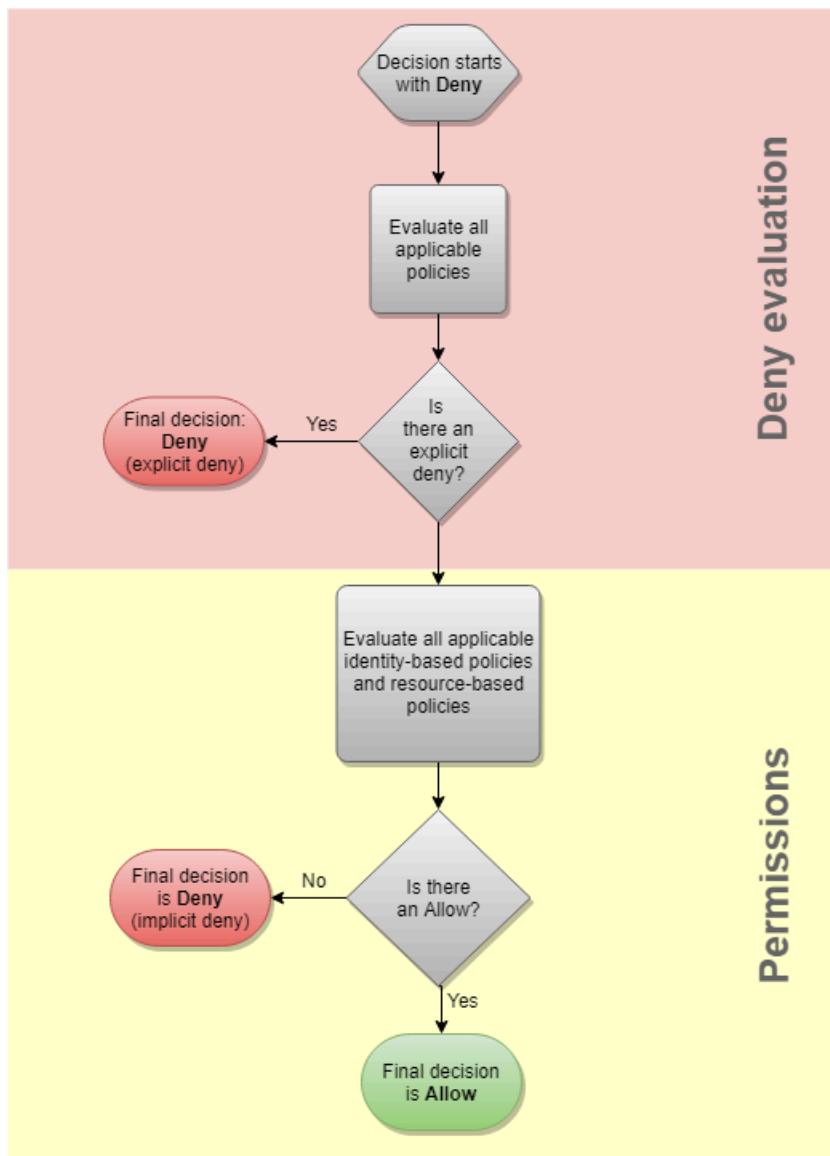 Decision starts
with Deny
Deny evaluation
Evaluate all
applicable
policies
Is
there an
explicit
deny?
Yes
Final decision:
Deny
(explicit deny)
Evaluate all applicable
identity-based policies
and resource-based
policies
Permissions
Is there
an Allow?
No
Final decision
is Deny
(implicit deny)
Yes
Final decision
is Allow